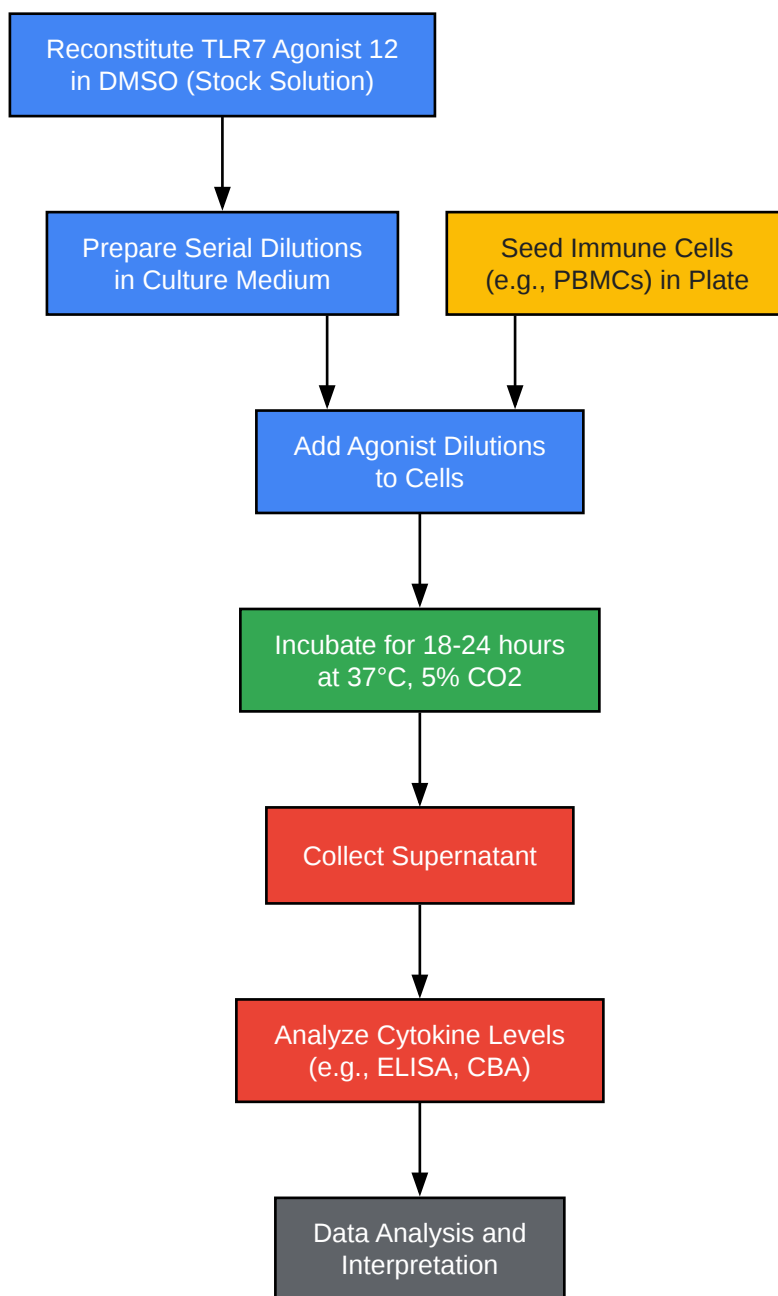 Reconstitute TLR7 Agonist 12
in DMSO (Stock Solution)
Prepare Serial Dilutions
in Culture Medium
Seed Immune Cells
(e.g., PBMCs) in Plate
Add Agonist Dilutions
to Cells
Incubate for 18-24 hours
at 37°C, 5% CO2
Collect Supernatant
Analyze Cytokine Levels
(e.g., ELISA, CBA)
Data Analysis and
Interpretation